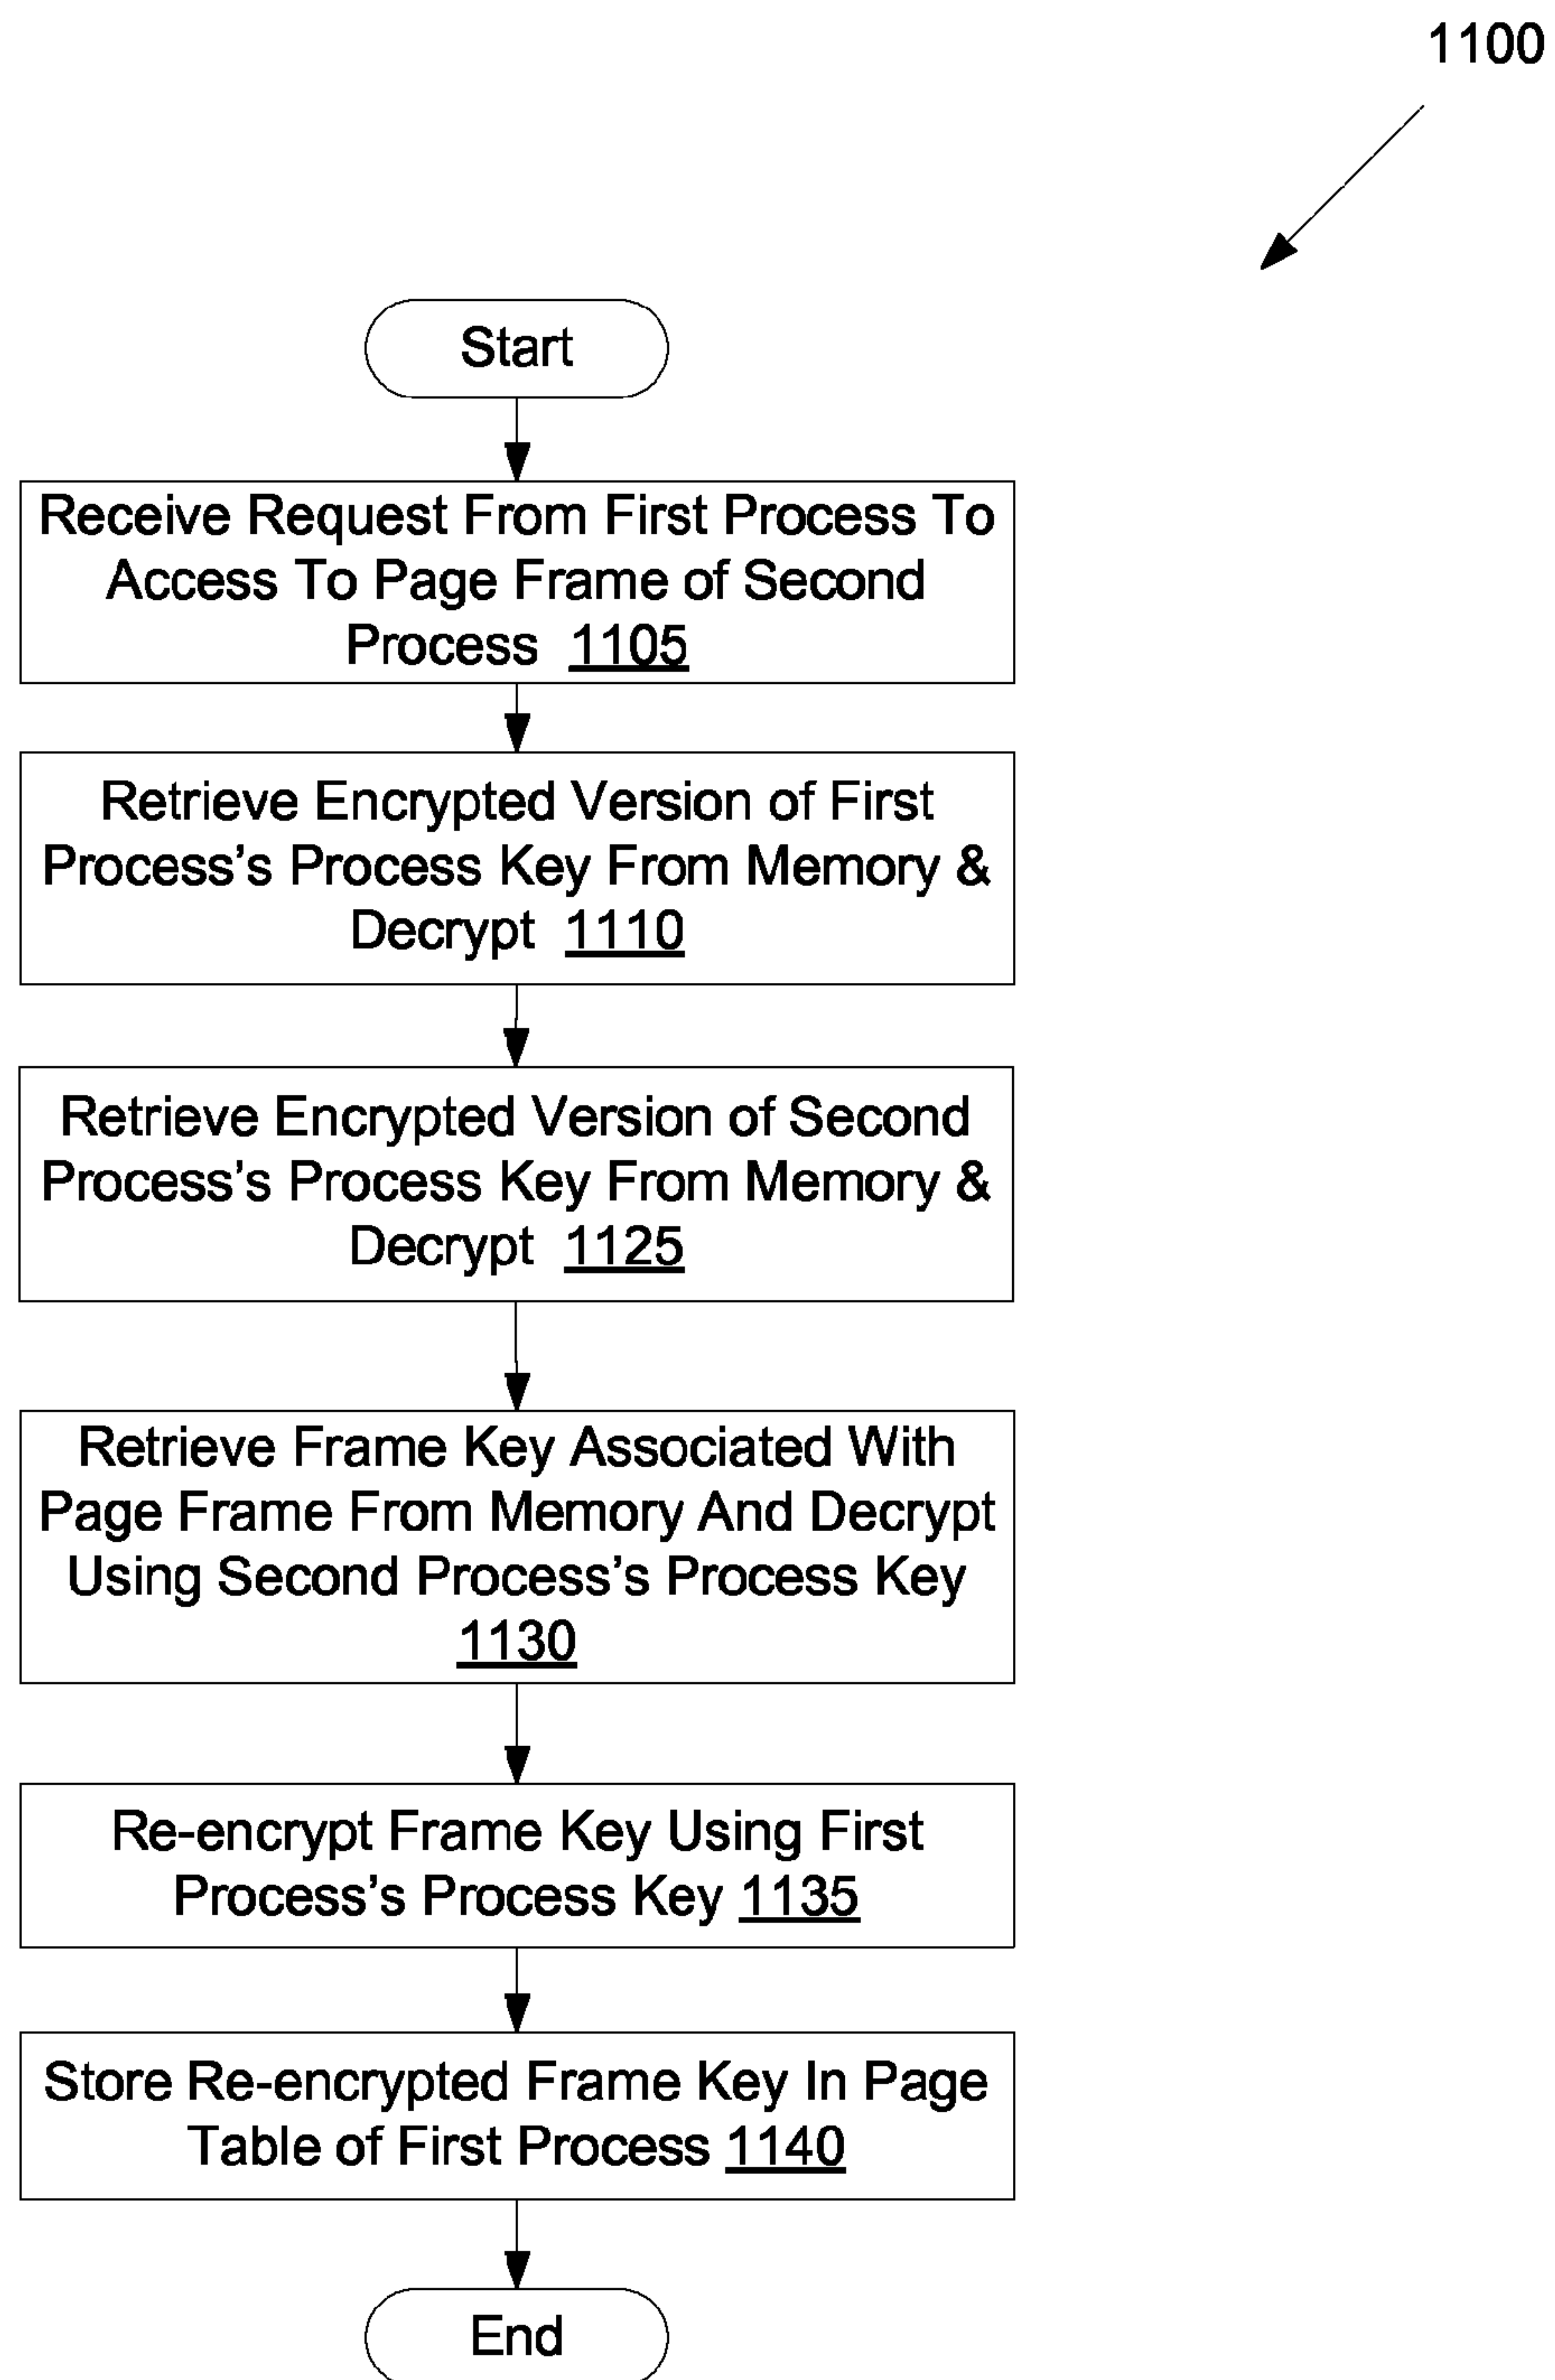 1100
Start
Receive Request From First Process To
Access To Page Frame of Second
Process 1105
Retrieve Encrypted Version of First
Process's Process Key From Memory &
Decrypt 1110
Retrieve Encrypted Version of Second
Process's Process Key From Memory &
Decrypt 1125
Retrieve Frame Key Associated With
Page Frame From Memory And Decrypt
Using Second Process's Process Key
1130
Re-encrypt Frame Key Using First
Process's Process Key 1135
Store Re-encrypted Frame Key In Page
Table of First Process 1140
End